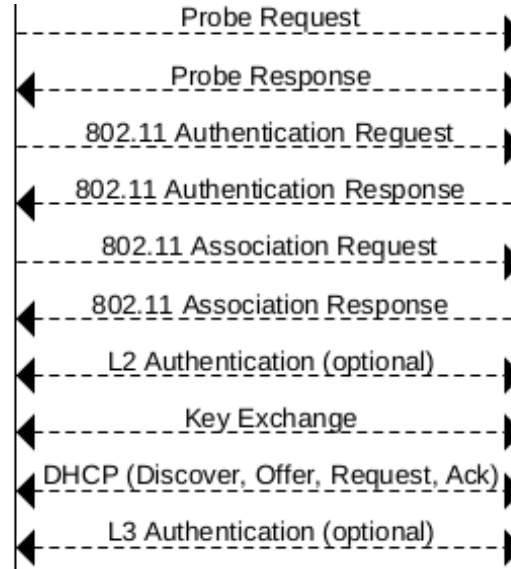 Probe Request
Probe Response
802.11 Authentication Request
802.11 Authentication Response
802.11 Association Request
802.11 Association Response
L2 Authentication (optional)
Key Exchange
DHCP (Discover, Offer, Request, Ack)
L3 Authentication (optional)